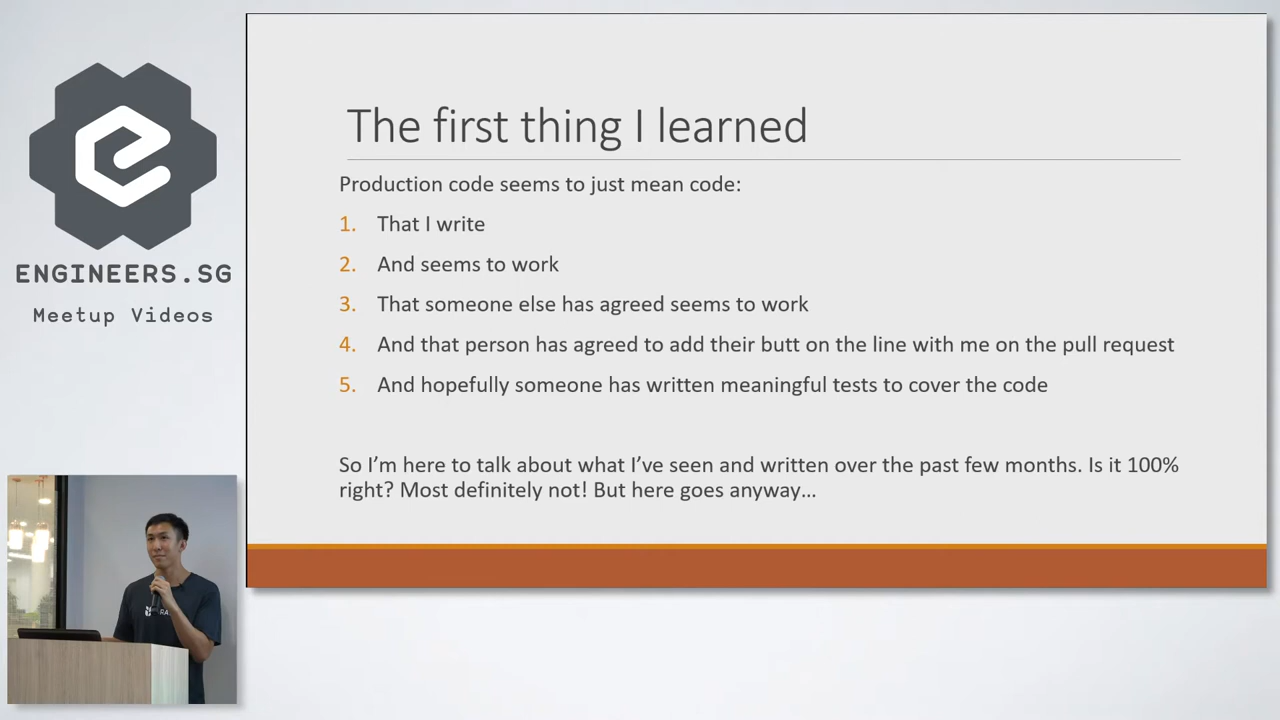 ENGINEERS.SG
Meetup Videos
The first thing I learned
Production code seems to just mean code:
1. That I write
2. And seems to work
3. That someone else has agreed seems to work
4. And that person has agreed to add their butt on the line with me on the pull request
5. And hopefully someone has written meaningful tests to cover the code
So I’m here to talk about what I’ve seen and written over the past few months. Is it 100%
right? Most definitely not! But here goes anyway…